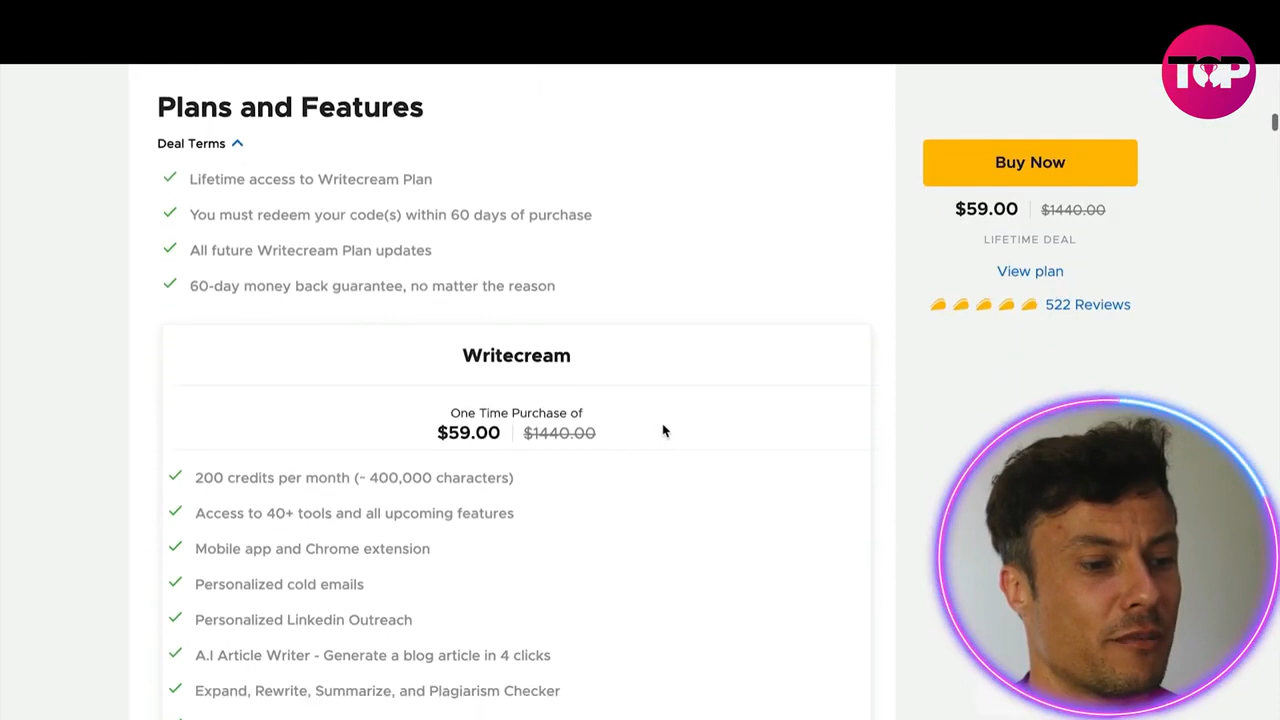 TOP
Plans and Features
Deal Terms
Lifetime access to Writecream Plan
You must redeem your code(s) within 60 days of purchase
All future Writecream Plan updates
60-day money back guarantee, no matter the reason
Buy Now
$59.00 $1440.00
LIFETIME DEAL
View plan
522 Reviews
Writecream
One Time Purchase of
$59.00 $1440.00
200 credits per month (~ 400,000 characters)
Access to 40+ tools and all upcoming features
Mobile app and Chrome extension
Personalized cold emails
Personalized Linkedin Outreach
A.I Article Writer - Generate a blog article in 4 clicks
Expand, Rewrite, Summarize, and Plagiarism Checker